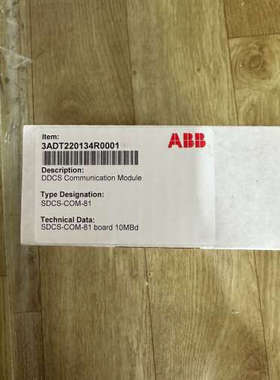 Item:
3ADT220134R0001
ABB
Description:
DDCS Communication Module
Type Designation:
SDCS-COM-81
Technical Data:
SDCS-COM-81 board 10MBd